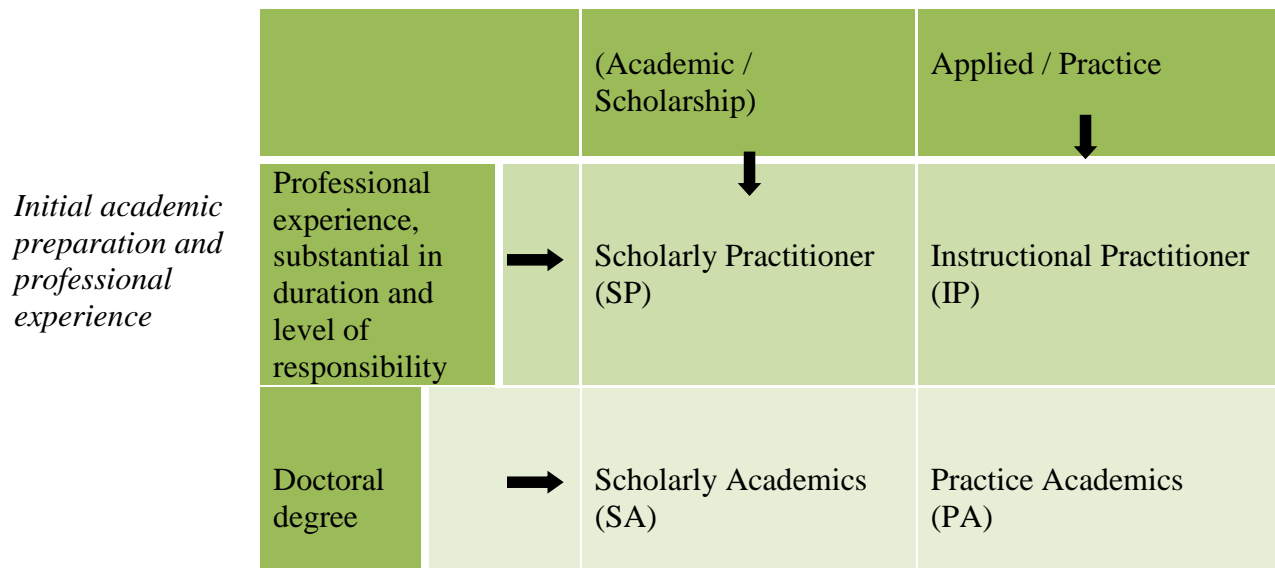 (Academic /
Scholarship)
Applied / Practice
Initial academic
preparation and
professional
experience
Professional
experience,
substantial in
duration and
level of
responsibility
Scholarly Practitioner
(SP)
Instructional Practitioner
(IP)
Doctoral
degree
Scholarly Academics
(SA)
Practice Academics
(PA)